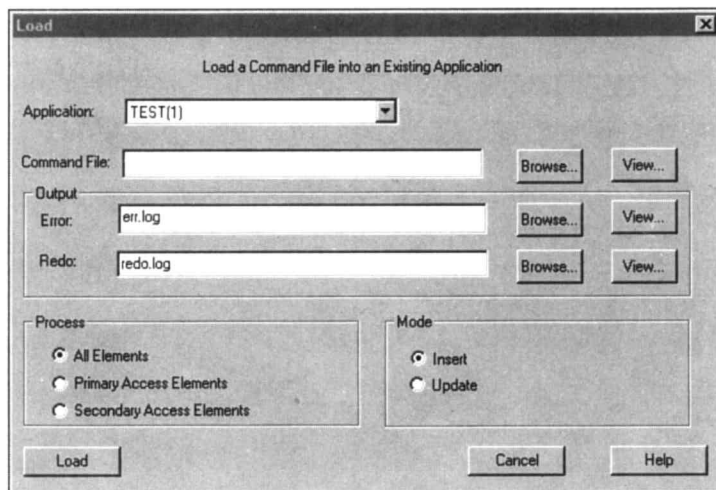 Load
Load a Command File into an Existing Application
Application: TEST(1)
Command File: Browse... View...
Output
Error: err.log Browse... View...
Redo: redo.log Browse... View...
Process
All Elements
Primary Access Elements
Secondary Access Elements
Mode
Insert
Update
Load Cancel Help